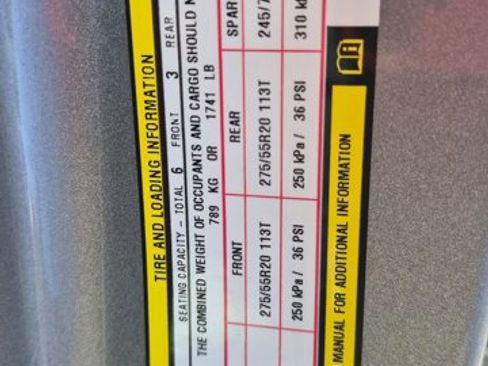 TIRE AND LOADING INFORMATION
SEATING CAPACITY - TOTAL 6 FRONT 3 REAR
THE COMBINED WEIGHT OF OCCUPANTS AND CARGO SHOULD
789 KG OR 1741 LB
FRONT REAR
275/55R20 113T 275/55R20 113T
250 kPa / 36 PSI 250 kPa / 36 PSI 310
MANUAL FOR ADDITIONAL INFORMATION